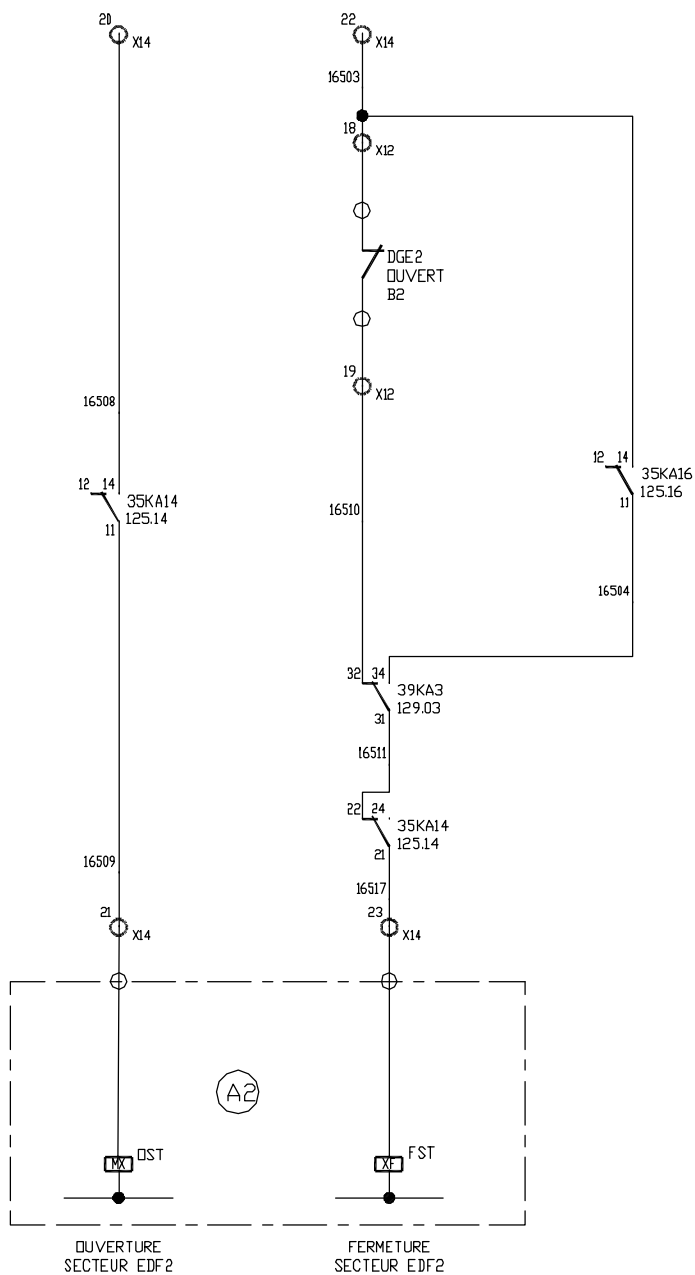 20
X14
22
X14
16503
18
X12
DGE2
OUVERT
B2
19
X12
16508
12 14
35KA14
125.14
11
16510
12 14
35KA16
125.16
11
16504
32 34
39KA3
129.03
31
16511
22 24
35KA14
125.14
21
16509
16517
21
X14
23
X14
A2
MX
OST
XF
FST
OUVERTURE
SECTEUR EDF2
FERMETURE
SECTEUR EDF2